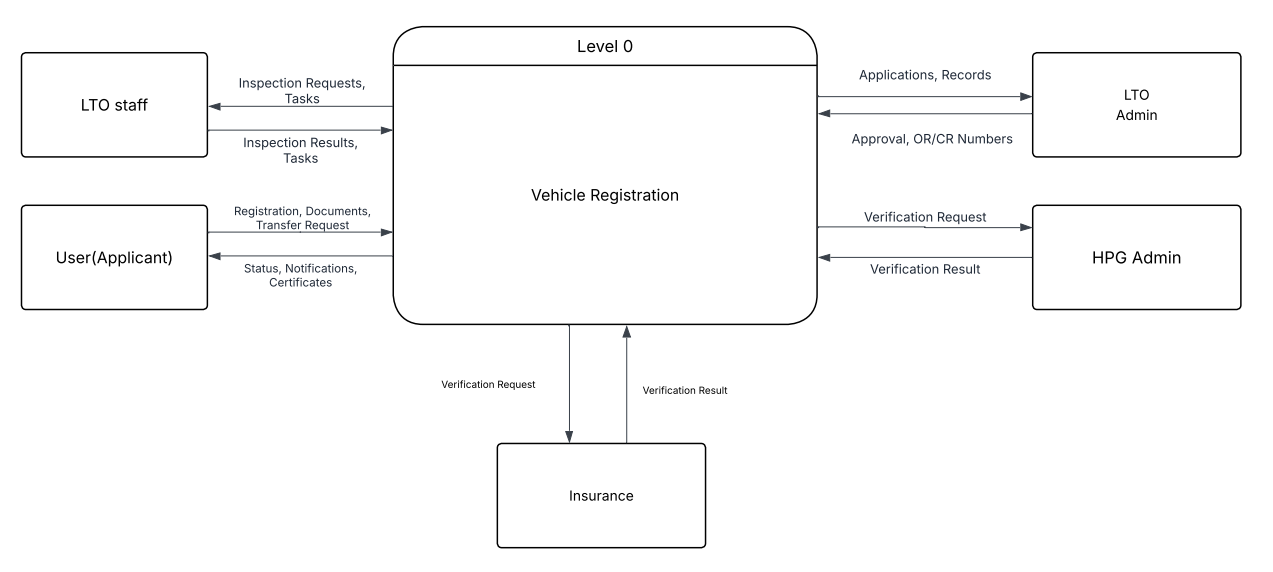 Level 0
LTO staff
Inspection Requests,
Tasks
Inspection Results,
Tasks
Applications, Records
Approval, OR/CR Numbers
LTO
Admin
Vehicle Registration
User(Applicant)
Registration, Documents,
Transfer Request
Status, Notifications,
Certificates
Verification Request
Verification Result
HPG Admin
Verification Request
Verification Result
Insurance